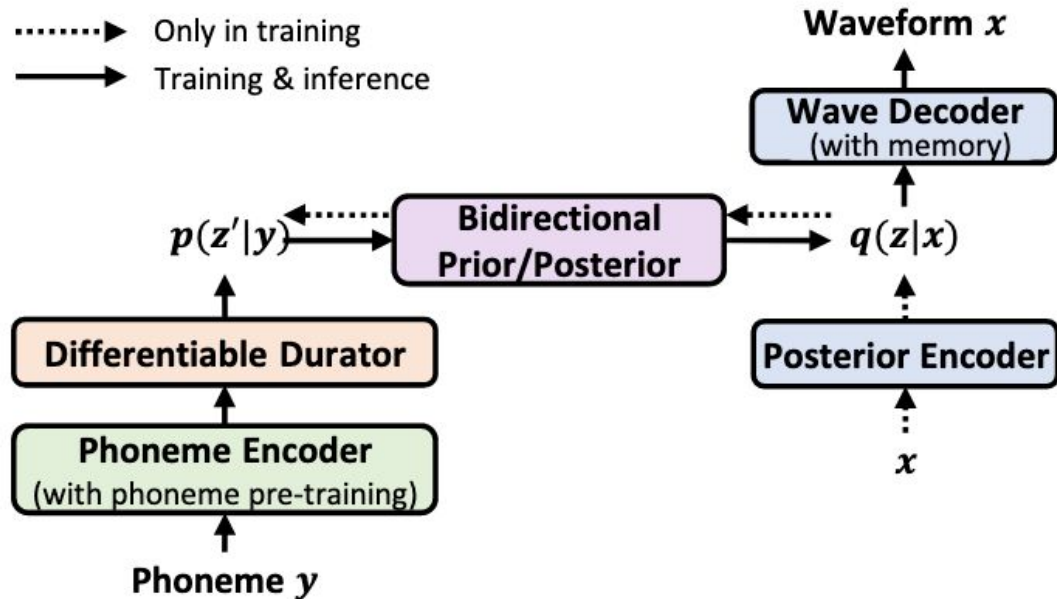 Only in training
Training & inference
Waveform x
Wave Decoder
(with memory)
Bidirectional
Prior/Posterior
p(z′|y)
q(z|x)
Differentiable Durator
Posterior Encoder
Phoneme Encoder
(with phoneme pre-training)
x
Phoneme y